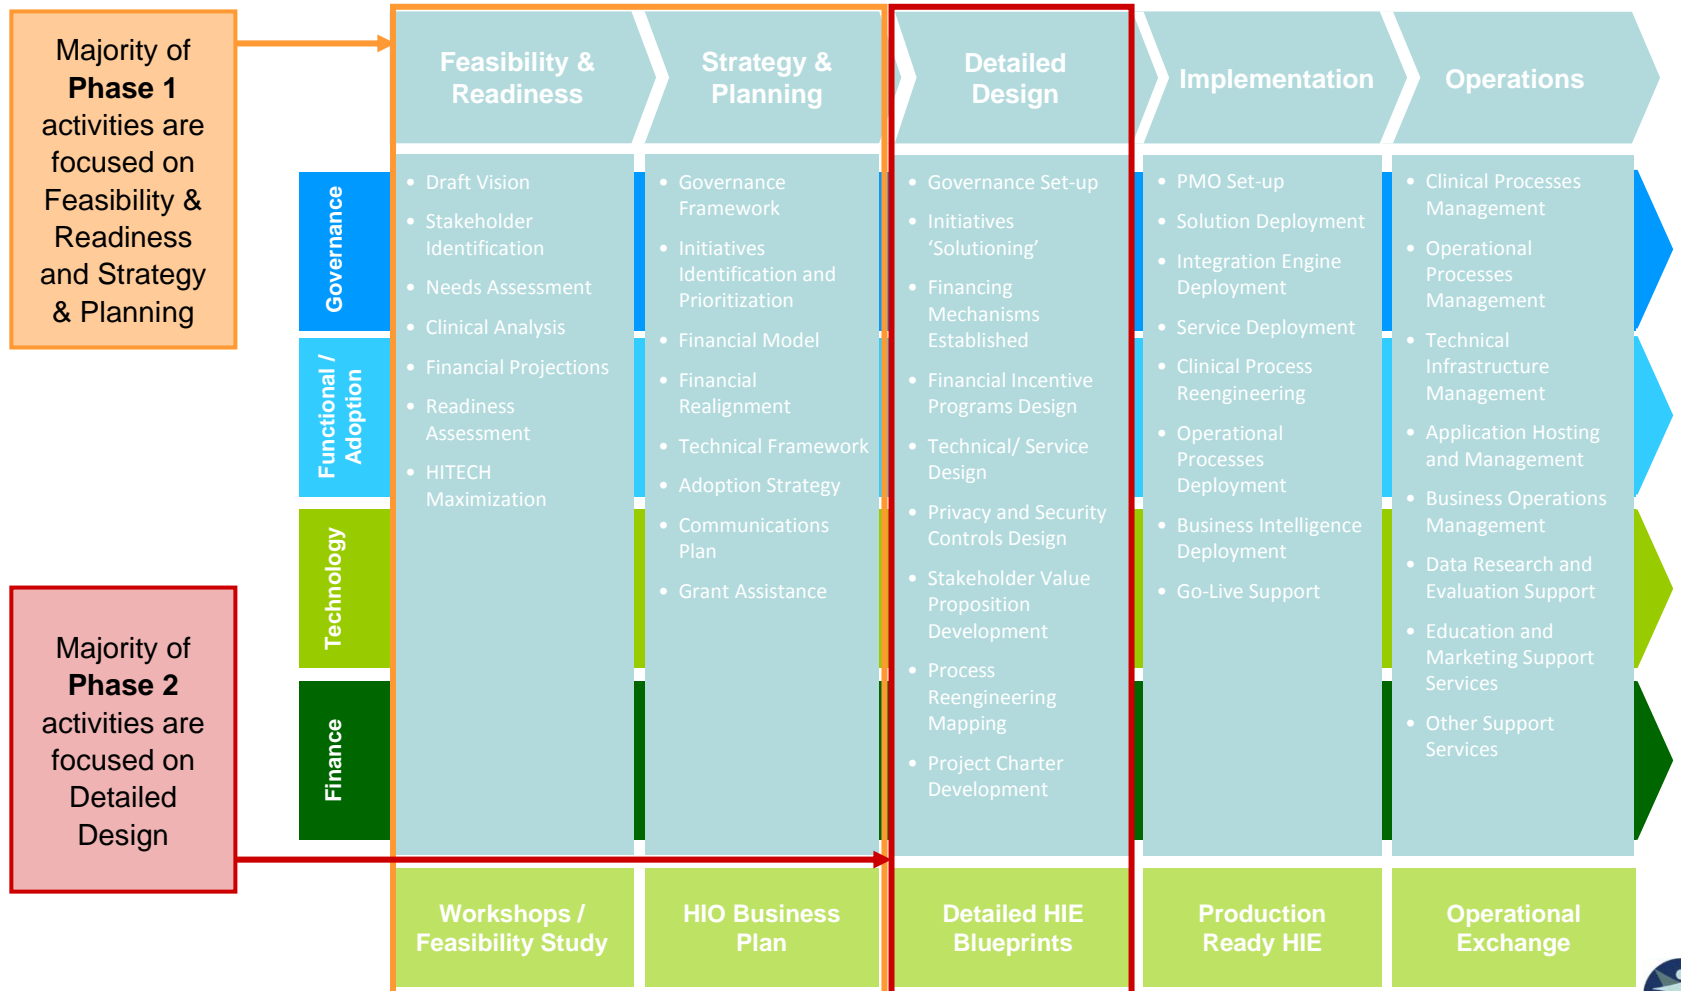 Majority of
Phase 1
activities are
focused on
Feasibility &
Readiness
and Strategy
& Planning
Majority of
Phase 2
activities are
focused on
Detailed
Design
Feasibility &
Readiness
Strategy &
Planning
Detailed
Design
Implementation
Operations
Governance
Functional /
Adoption
Technology
Finance
• Draft Vision
• Stakeholder
Identification
• Needs Assessment
• Clinical Analysis
• Financial Projections
• Readiness
Assessment
• HITECH
Maximization
• Governance
Framework
• Initiatives
Identification and
Prioritization
• Financial Model
• Financial
Realignment
• Technical Framework
• Adoption Strategy
• Communications
Plan
• Grant Assistance
• Governance Set-up
• Initiatives
‘Solutioning’
• Financing
Mechanisms
Established
• Financial Incentive
Programs Design
• Technical/ Service
Design
• Privacy and Security
Controls Design
• Stakeholder Value
Proposition
Development
• Process
Reengineering
Mapping
• Project Charter
Development
• PMO Set-up
• Solution Deployment
• Integration Engine
Deployment
• Service Deployment
• Clinical Process
Reengineering
• Operational
Processes
Deployment
• Business Intelligence
Deployment
• Go-Live Support
• Clinical Processes
Management
• Operational
Processes
Management
• Technical
Infrastructure
Management
• Application Hosting
and Management
• Business Operations
Management
• Data Research and
Evaluation Support
• Education and
Marketing Support
Services
• Other Support
Services
Workshops /
Feasibility Study
HIO Business
Plan
Detailed HIE
Blueprints
Production
Ready HIE
Operational
Exchange